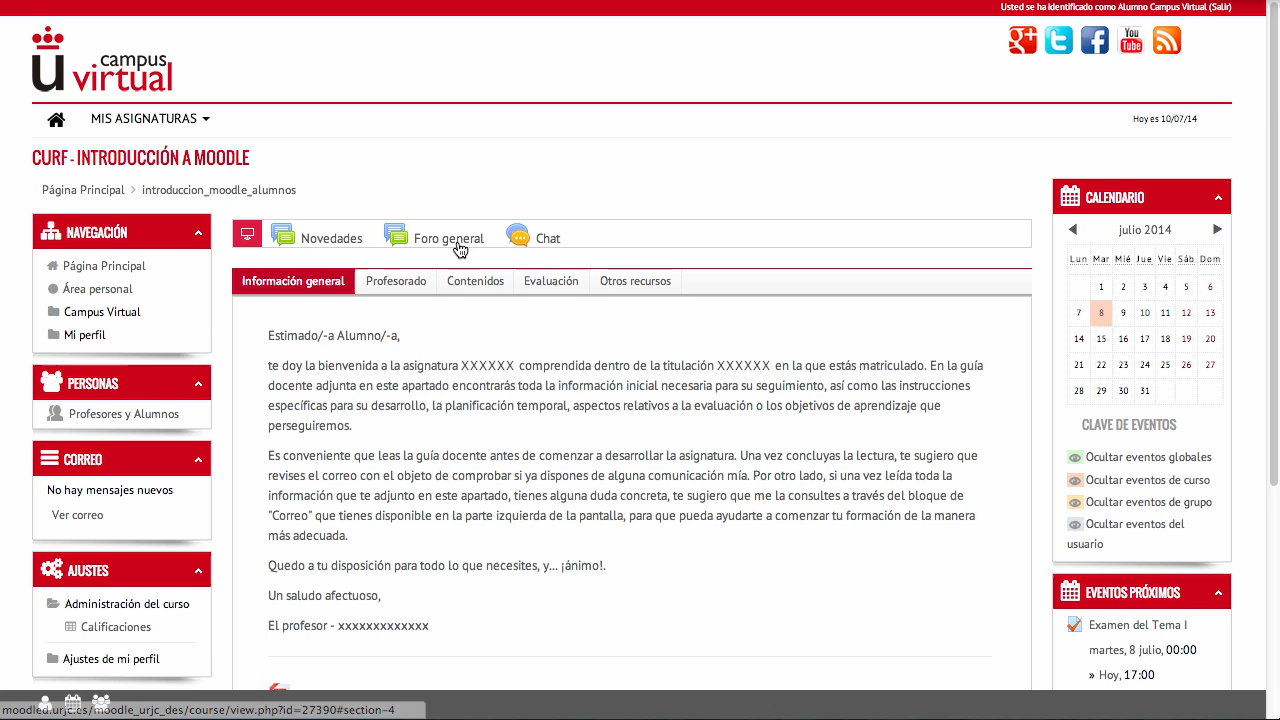 Usted se ha identificado como Alumno Campus Virtual (Salir)
u campus virtual
You Tube
MIS ASIGNATURAS
Hoy es 10/07/14
CURF - INTRODUCCIÓN A MOODLE
Página Principal > introduccion_moodle_alumnos
NAVEGACIÓN
Página Principal
Área personal
Campus Virtual
Mi perfil
PERSONAS
Profesores y Alumnos
CORREO
No hay mensajes nuevos
Ver correo
AJUSTES
Administración del curso
Calificaciones
Ajustes de mi perfil
Novedades Foro general Chat
Información general Profesorado Contenidos Evaluación Otros recursos
Estimado/-a Alumno/-a,
te doy la bienvenida a la asignatura XXXXXX comprendida dentro de la titulación XXXXXX en la que estás matriculado. En la guía
docente adjunta en este apartado encontrarás toda la información inicial necesaria para su seguimiento, así como las instrucciones
específicas para su desarrollo, la planificación temporal, aspectos relativos a la evaluación o los objetivos de aprendizaje que
perseguiremos.
Es conveniente que leas la guía docente antes de comenzar a desarrollar la asignatura. Una vez concluyas la lectura, te sugiero que
revises el correo con el objeto de comprobar si ya dispones de alguna comunicación mía. Por otro lado, si una vez leída toda la
información que te adjunto en este apartado, tienes alguna duda concreta, te sugiero que me la consultes a través del bloque de
"Correo" que tienes disponible en la parte izquierda de la pantalla, para que pueda ayudarte a comenzar tu formación de la manera
más adecuada.
Quedo a tu disposición para todo lo que necesites, y... ¡ánimo!.
Un saludo afectuoso,
El profesor - xxxxxxxxxxxxx
CALENDARIO
julio 2014
Lun Mar Mié Jue Vie Sáb Dom
1 2 3 4 5 6
7 8 9 10 11 12 13
14 15 16 17 18 19 20
21 22 23 24 25 26 27
28 29 30 31
CLAVE DE EVENTOS
Ocultar eventos globales
Ocultar eventos de curso
Ocultar eventos de grupo
Ocultar eventos del
usuario
EVENTOS PRÓXIMOS
Examen del Tema I
martes, 8 julio, 00:00
» Hoy, 17:00
moodled.urjc.es/moodle_urjc_des/course/view.php?id=27390#section-4